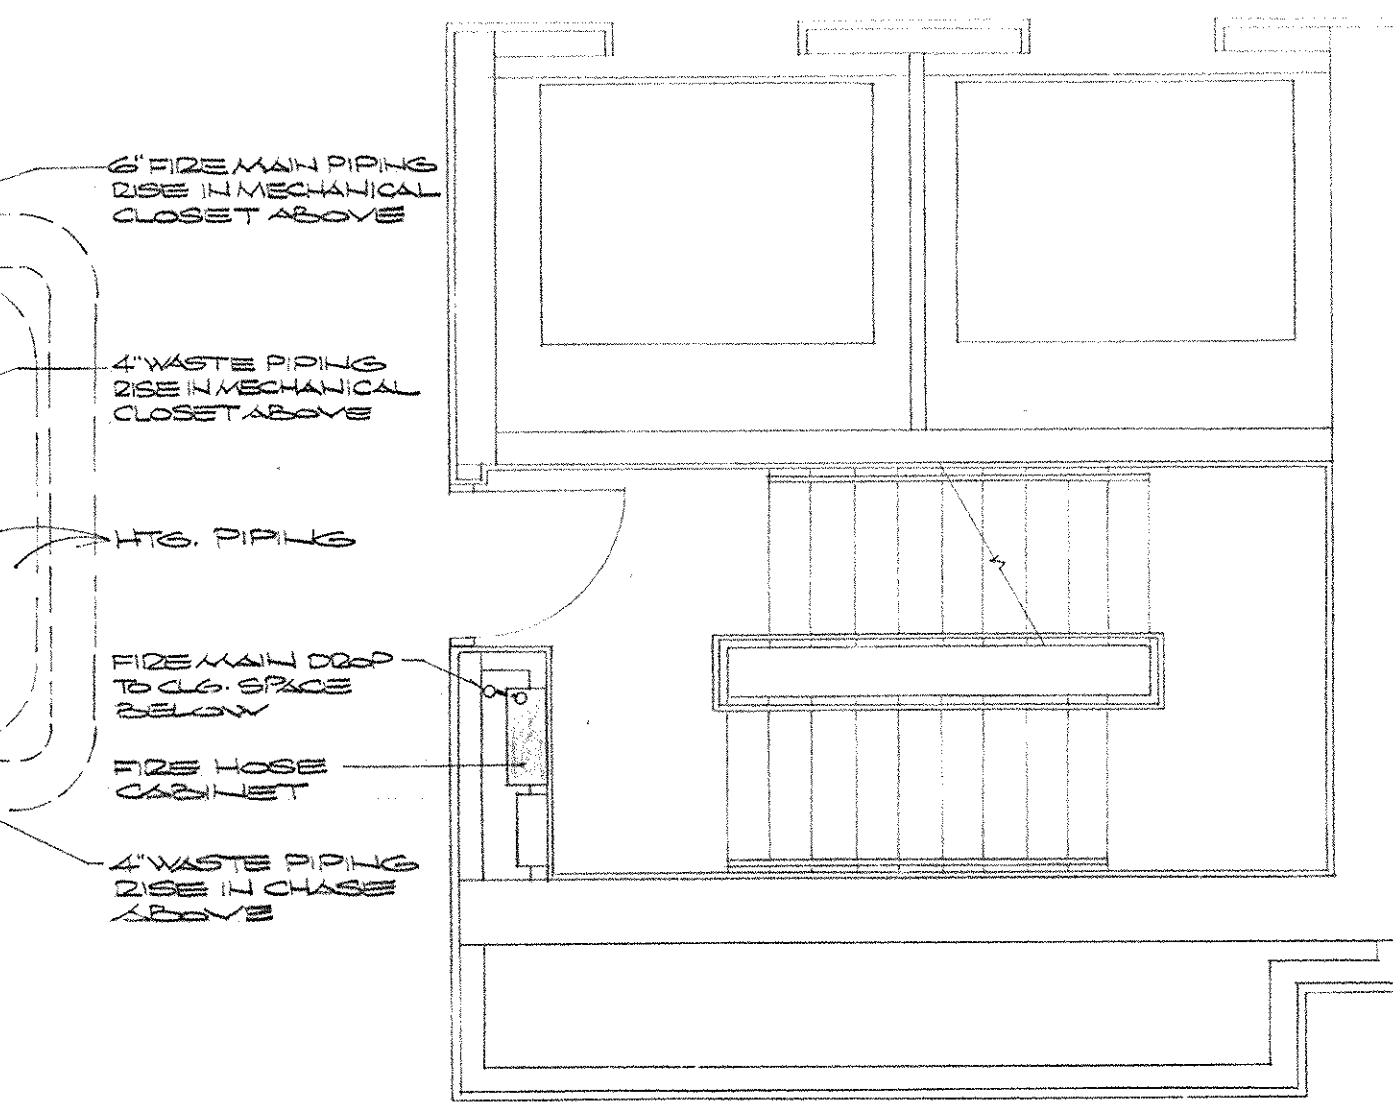 6" FIRE MAIN PIPING
RISE IN MECHANICAL
CLOSET ABOVE
4" WASTE PIPING
RISE IN MECHANICAL
CLOSET ABOVE
HTG. PIPING
FIRE MAIN DROP
TO CLG. SPACE
BELOW
FIRE HOSE
CABINET
4" WASTE PIPING
RISE IN CHASE
ABOVE